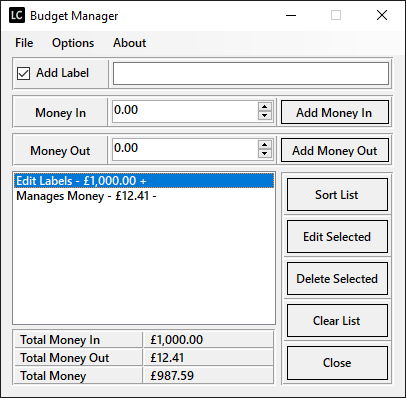 LC Budget Manager
File Options About
Add Label
Money In 0.00 Add Money In
Money Out 0.00 Add Money Out
Edit Labels - £1,000.00 +
Manages Money - £12.41 -
Sort List
Edit Selected
Delete Selected
Clear List
Close
Total Money In £1,000.00
Total Money Out £12.41
Total Money £987.59